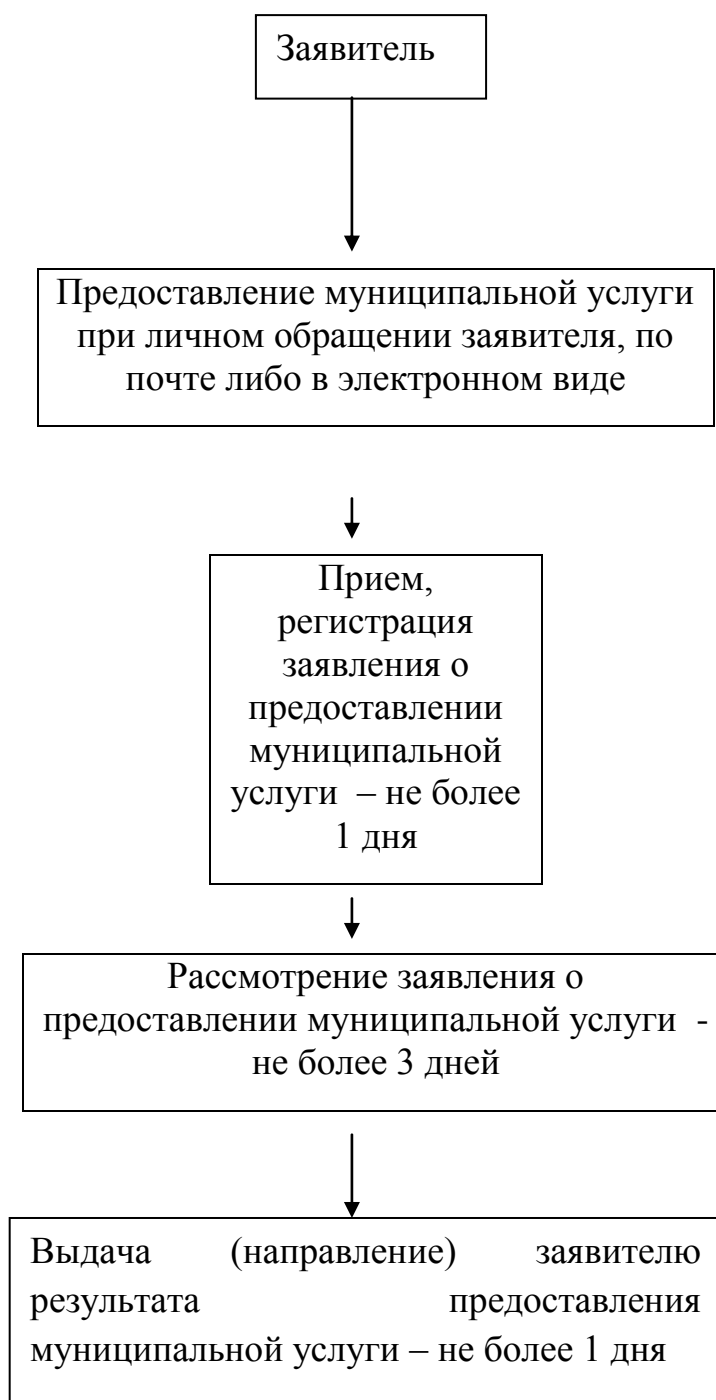 Заявитель
Предоставление муниципальной услуги
при личном обращении заявителя, по
почте либо в электронном виде
Прием,
регистрация
заявления о
предоставлении
муниципальной
услуги – не более
1 дня
Рассмотрение заявления о
предоставлении муниципальной услуги -
не более 3 дней
Выдача (направление) заявителю
результата предоставления
муниципальной услуги – не более 1 дня